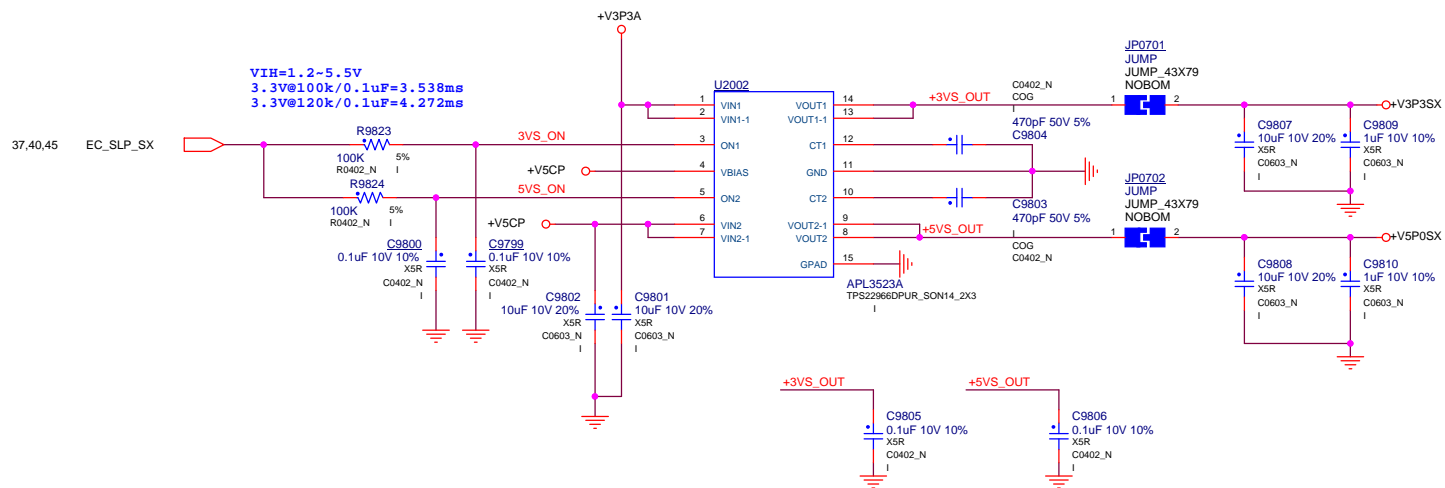 +V3P3A
VIH=1.2~5.5V
3.3V@100k/0.1uF=3.538ms
3.3V@120k/0.1uF=4.272ms
37,40,45 EC_SLP_SX
R9823
100K 5%
R0402_N I
R9824
100K 5%
R0402_N I
3VS_ON
+V5CP
5VS_ON
+V5CP
C9800
0.1uF 10V 10%
X5R
C0402_N
I
C9799
0.1uF 10V 10%
X5R
C0402_N
I
C9802
10uF 10V 20%
X5R
C0603_N
I
C9801
10uF 10V 20%
X5R
C0603_N
I
U2002
1 VIN1 VOUT1 14
2 VIN1-1 VOUT1-1 13
3 ON1 CT1 12
4 VBIAS GND 11
5 ON2 CT2 10
6 VIN2 VOUT2-1 9
7 VIN2-1 VOUT2 8
GPAD 15
APL3523A
TPS22966DPUR_SON14_2X3
I
+3VS_OUT
C0402_N
COG
I
470pF 50V 5%
C9804
C9803
470pF 50V 5%
+5VS_OUT
I
COG
C0402_N
JP0701
JUMP
JUMP_43X79
NOBOM
1 2
+V3P3SX
JP0702
JUMP
JUMP_43X79
NOBOM
1 2
+V5P0SX
C9807
10uF 10V 20%
X5R
C0603_N
I
C9809
1uF 10V 10%
X5R
C0603_N
I
C9808
10uF 10V 20%
X5R
C0603_N
I
C9810
1uF 10V 10%
X5R
C0603_N
I
+3VS_OUT
C9805
0.1uF 10V 10%
X5R
C0402_N
I
+5VS_OUT
C9806
0.1uF 10V 10%
X5R
C0402_N
I